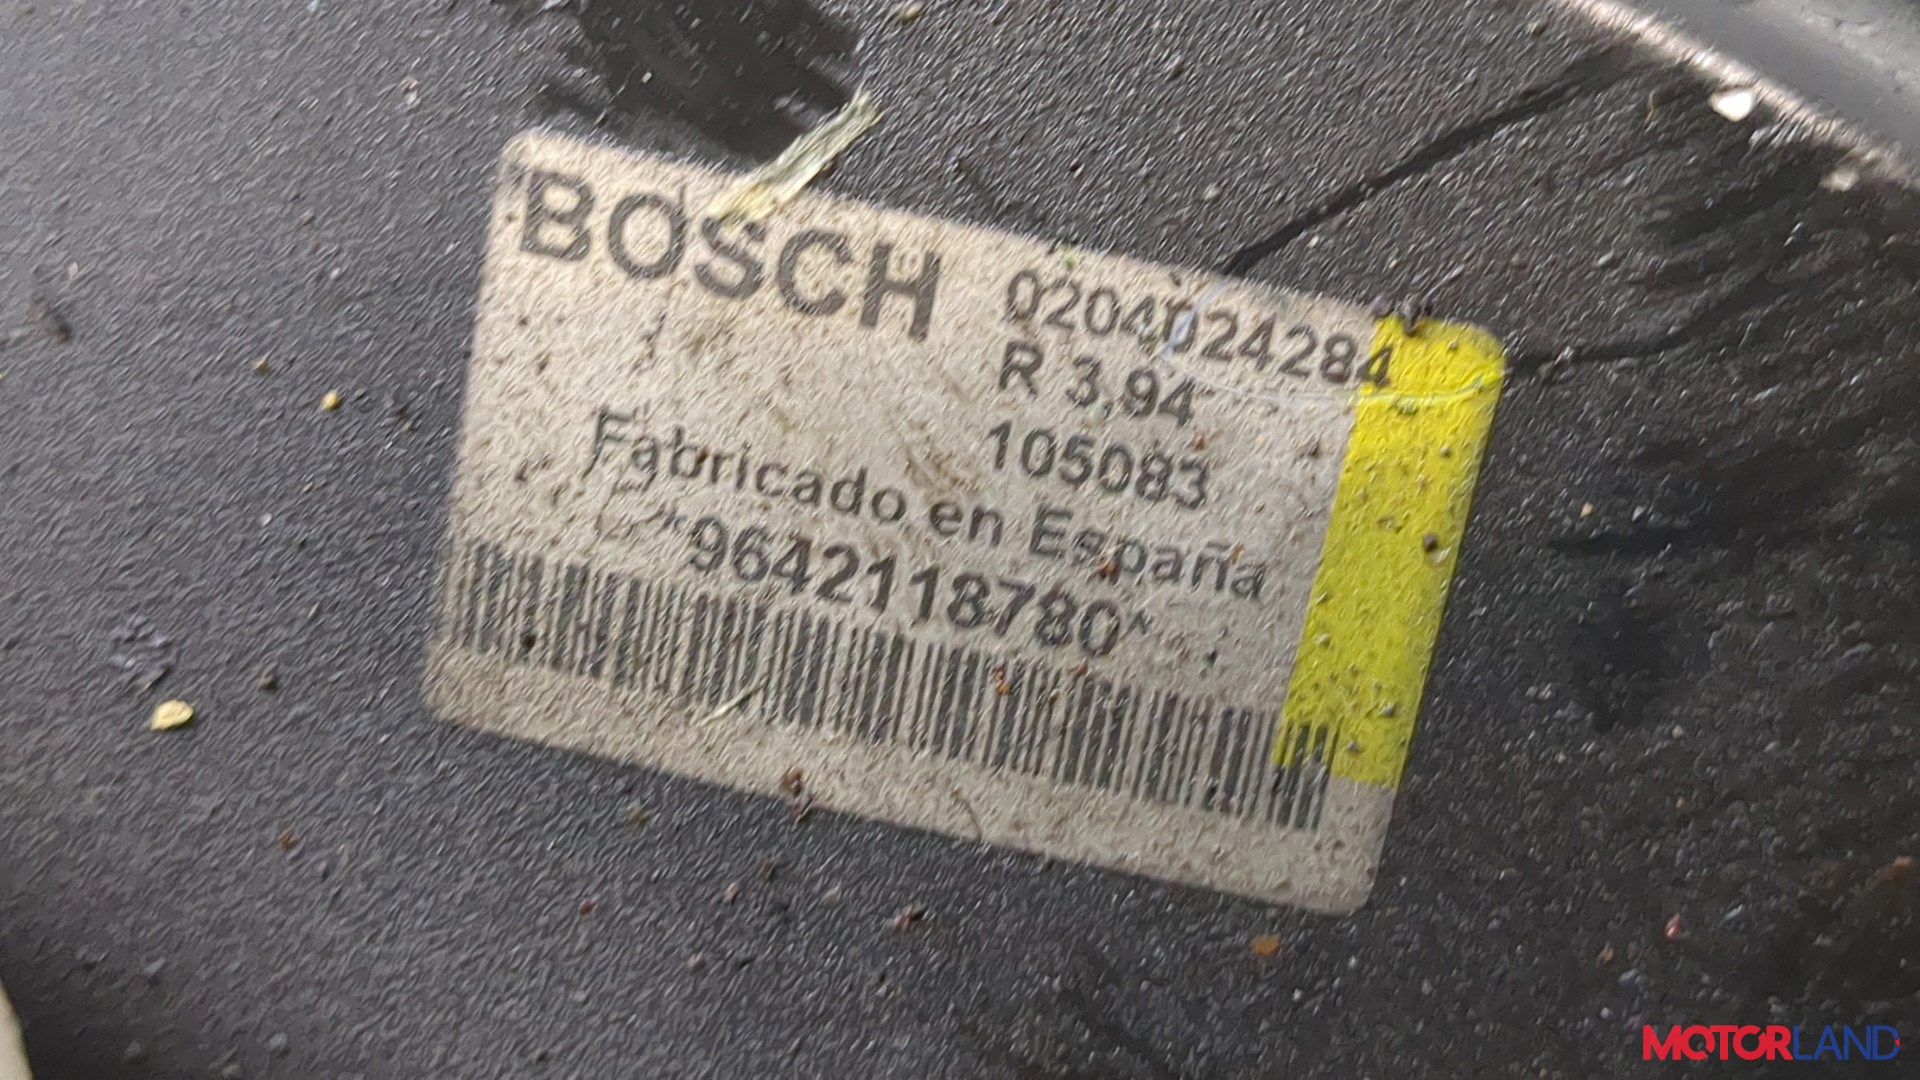 BOSCH
0204024284
R 3,94
105083
Fabricado en España
*9642118780*
MOTORLAND